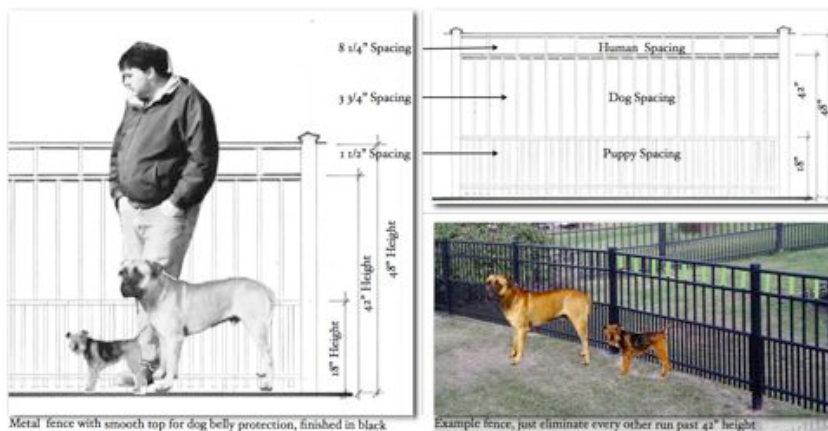 8 1/4" Spacing
3 3/4" Spacing
1 1/2" Spacing
18" Height
42" Height
48" Height
Metal fence with smooth top for dog belly protection, finished in black
Human Spacing
Dog Spacing
Puppy Spacing
42"
18"
48"
Example fence, just eliminate every other run past 42" height